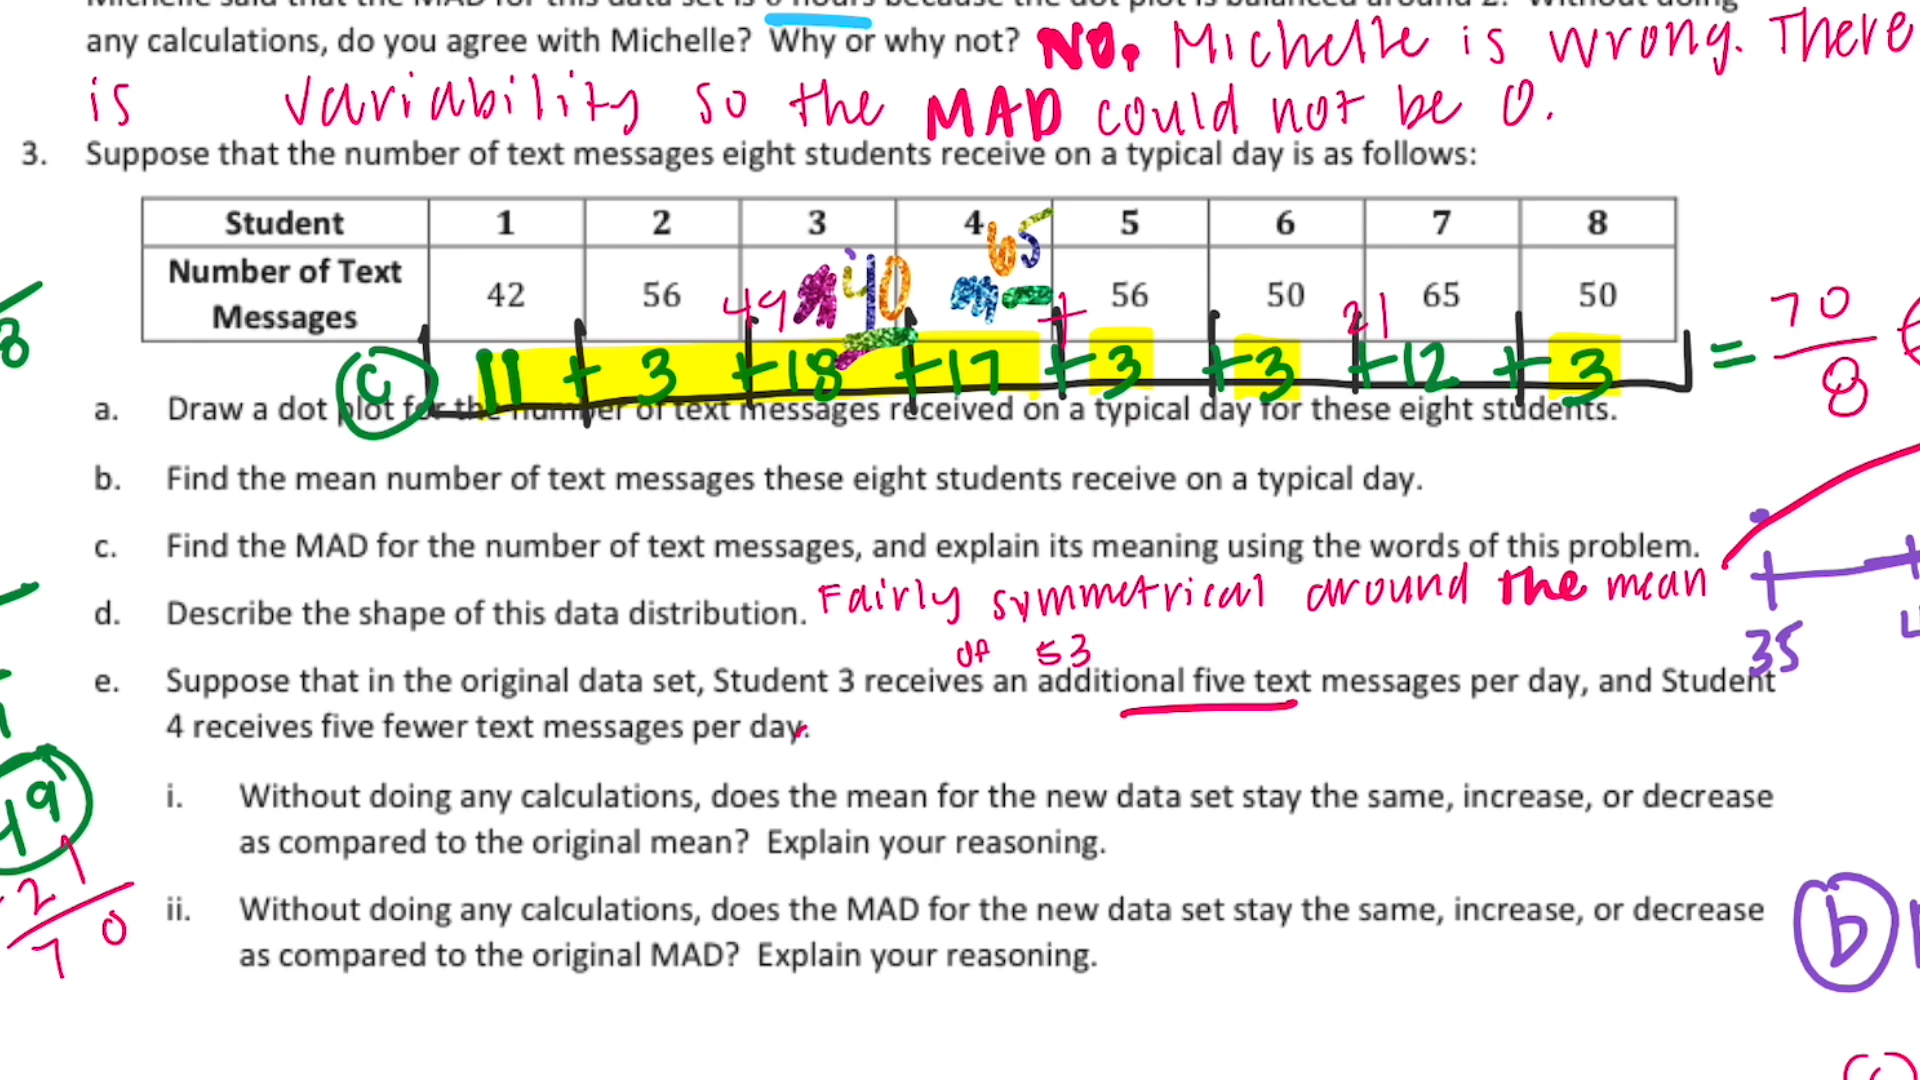 any calculations, do you agree with Michelle? Why or why not? NO. Michelle is wrong. There
is variability so the MAD could not be 0.
3. Suppose that the number of text messages eight students receive on a typical day is as follows:
Student 1 2 3 4 5 6 7 8
65
Number of Text Messages 42 56 40 56 50 65 50
49 21
C 11 + 3 + 18 + 17 + 3 + 3 + 12 + 3 = 70/8
8
a. Draw a dot plot for the number of text messages received on a typical day for these eight students.
b. Find the mean number of text messages these eight students receive on a typical day.
c. Find the MAD for the number of text messages, and explain its meaning using the words of this problem.
d. Describe the shape of this data distribution. Fairly symmetrical around the mean
of 53
35
e. Suppose that in the original data set, Student 3 receives an additional five text messages per day, and Student
4 receives five fewer text messages per day.
i. Without doing any calculations, does the mean for the new data set stay the same, increase, or decrease
as compared to the original mean? Explain your reasoning.
49
21
70
ii. Without doing any calculations, does the MAD for the new data set stay the same, increase, or decrease
as compared to the original MAD? Explain your reasoning.
b